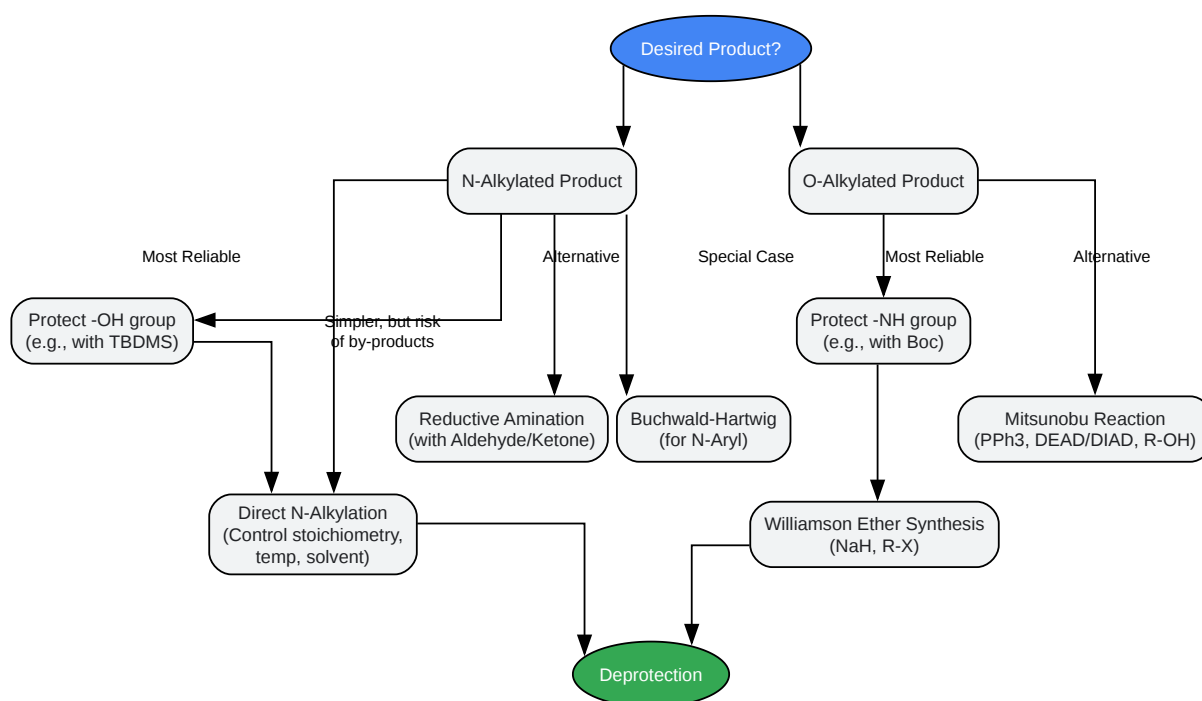 Desired Product?
N-Alkylated Product
O-Alkylated Product
Most Reliable
Alternative
Special Case
Most Reliable
Alternative
Protect -OH group
(e.g., with TBDMS)
Simpler, but risk
of by-products
Protect -NH group
(e.g., with Boc)
Reductive Amination
(with Aldehyde/Ketone)
Buchwald-Hartwig
(for N-Aryl)
Mitsunobu Reaction
(PPh3, DEAD/DIAD, R-OH)
Direct N-Alkylation
(Control stoichiometry,
temp, solvent)
Williamson Ether Synthesis
(NaH, R-X)
Deprotection